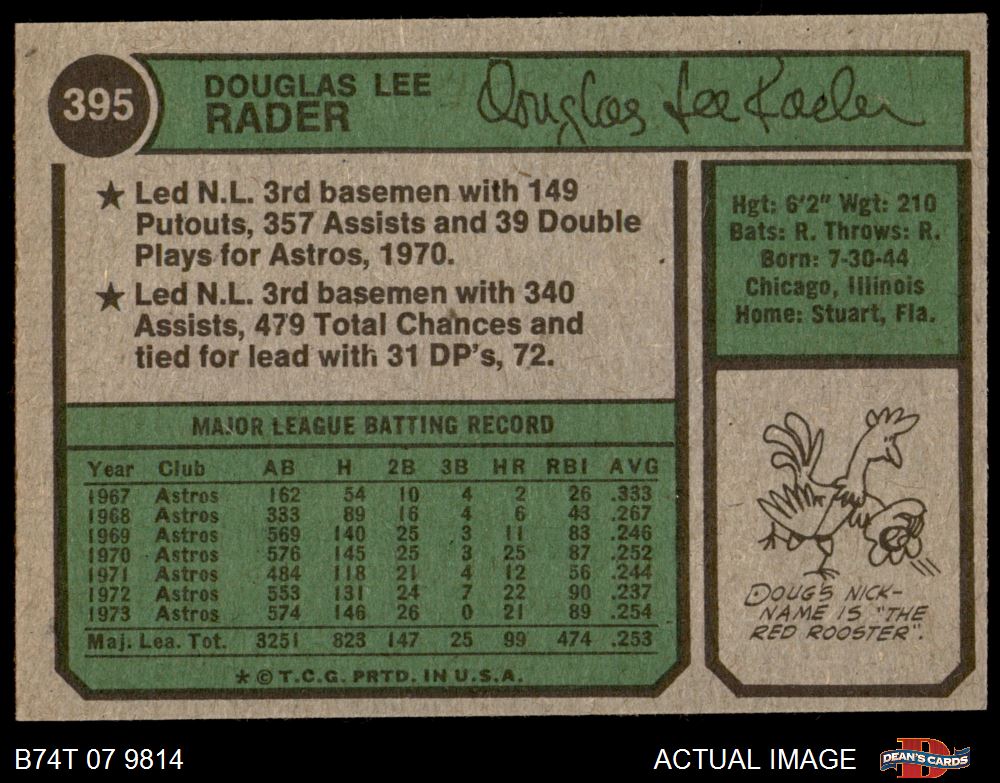 395
DOUGLAS LEE
RADER
Douglas Lee Rader
★ Led N.L. 3rd basemen with 149
Putouts, 357 Assists and 39 Double
Plays for Astros, 1970.
★ Led N.L. 3rd basemen with 340
Assists, 479 Total Chances and
tied for lead with 31 DP's, 72.
Hgt: 6'2" Wgt: 210
Bats: R. Throws: R.
Born: 7-30-44
Chicago, Illinois
Home: Stuart, Fla.
MAJOR LEAGUE BATTING RECORD
Year Club AB H 2B 3B HR RBI AVG
1967 Astros 162 54 10 4 2 26 .333
1968 Astros 333 89 16 4 6 43 .267
1969 Astros 569 140 25 3 11 83 .246
1970 Astros 576 145 25 3 25 87 .252
1971 Astros 484 118 21 4 12 56 .244
1972 Astros 553 131 24 7 22 90 .237
1973 Astros 574 146 26 0 21 89 .254
Maj. Lea. Tot. 3251 823 147 25 99 474 .253
* © T.C.G. PRTD. IN U.S.A.
DOUG'S NICK-
NAME IS "THE
RED ROOSTER".
B74T 07 9814
ACTUAL IMAGE
D
DEAN'S CARDS